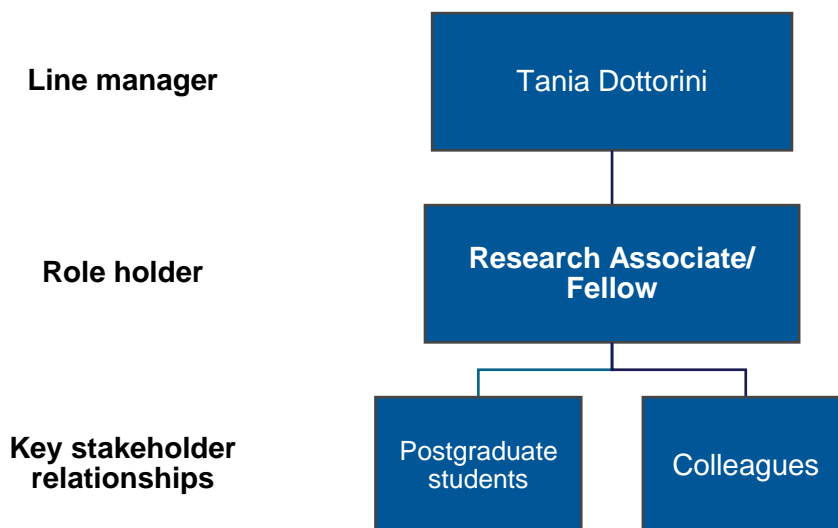 Line manager
Tania Dottorini
Role holder
Research Associate/
Fellow
Key stakeholder
relationships
Postgraduate
students
Colleagues